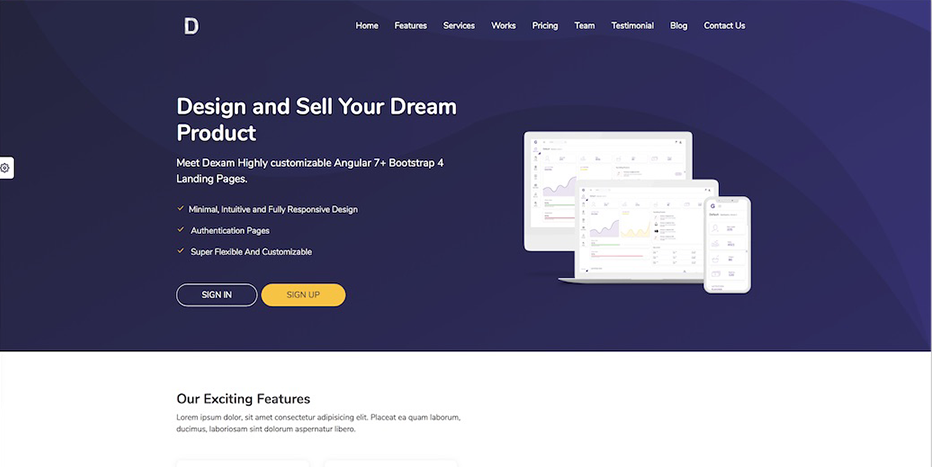 D
Home Features Services Works Pricing Team Testimonial Blog Contact Us
Design and Sell Your Dream
Product
Meet Dexam Highly customizable Angular 7+ Bootstrap 4
Landing Pages.
Minimal, Intuitive and Fully Responsive Design
Authentication Pages
Super Flexible And Customizable
SIGN IN SIGN UP
Our Exciting Features
Lorem ipsum dolor, sit amet consectetur adipisicing elit. Placeat ea quam laborum,
ducimus, laboriosam sint dolorum aspernatur libero.